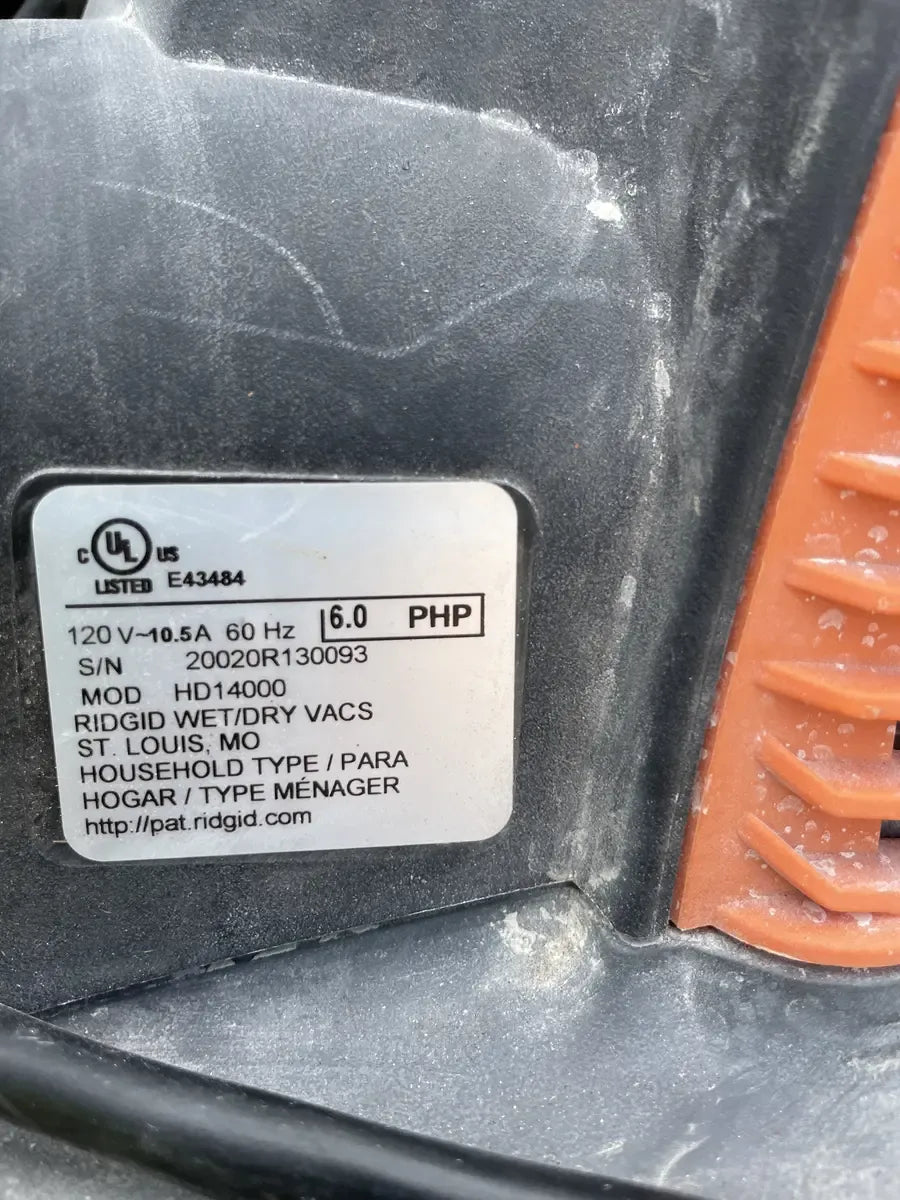 C UL US
LISTED E43484
120 V~10.5A 60 Hz 6.0 PHP
S/N 20020R130093
MOD HD14000
RIDGID WET/DRY VACS
ST. LOUIS, MO
HOUSEHOLD TYPE / PARA
HOGAR / TYPE MÉNAGER
http://pat.ridgid.com